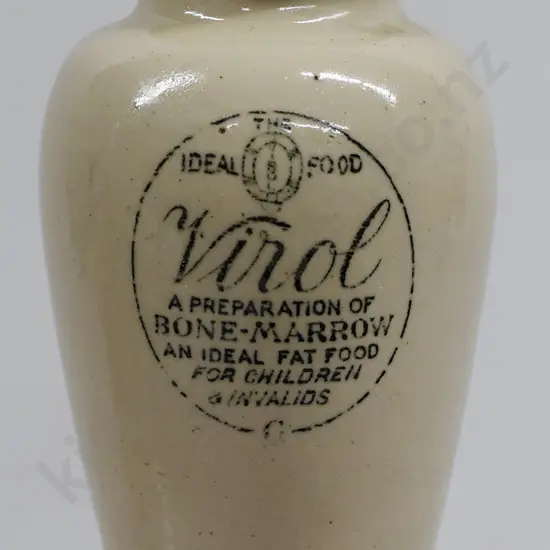 THE
IDEAL FOOD
Virol
A PREPARATION OF
BONE-MARROW
AN IDEAL FAT FOOD
FOR CHILDREN
& INVALIDS
G